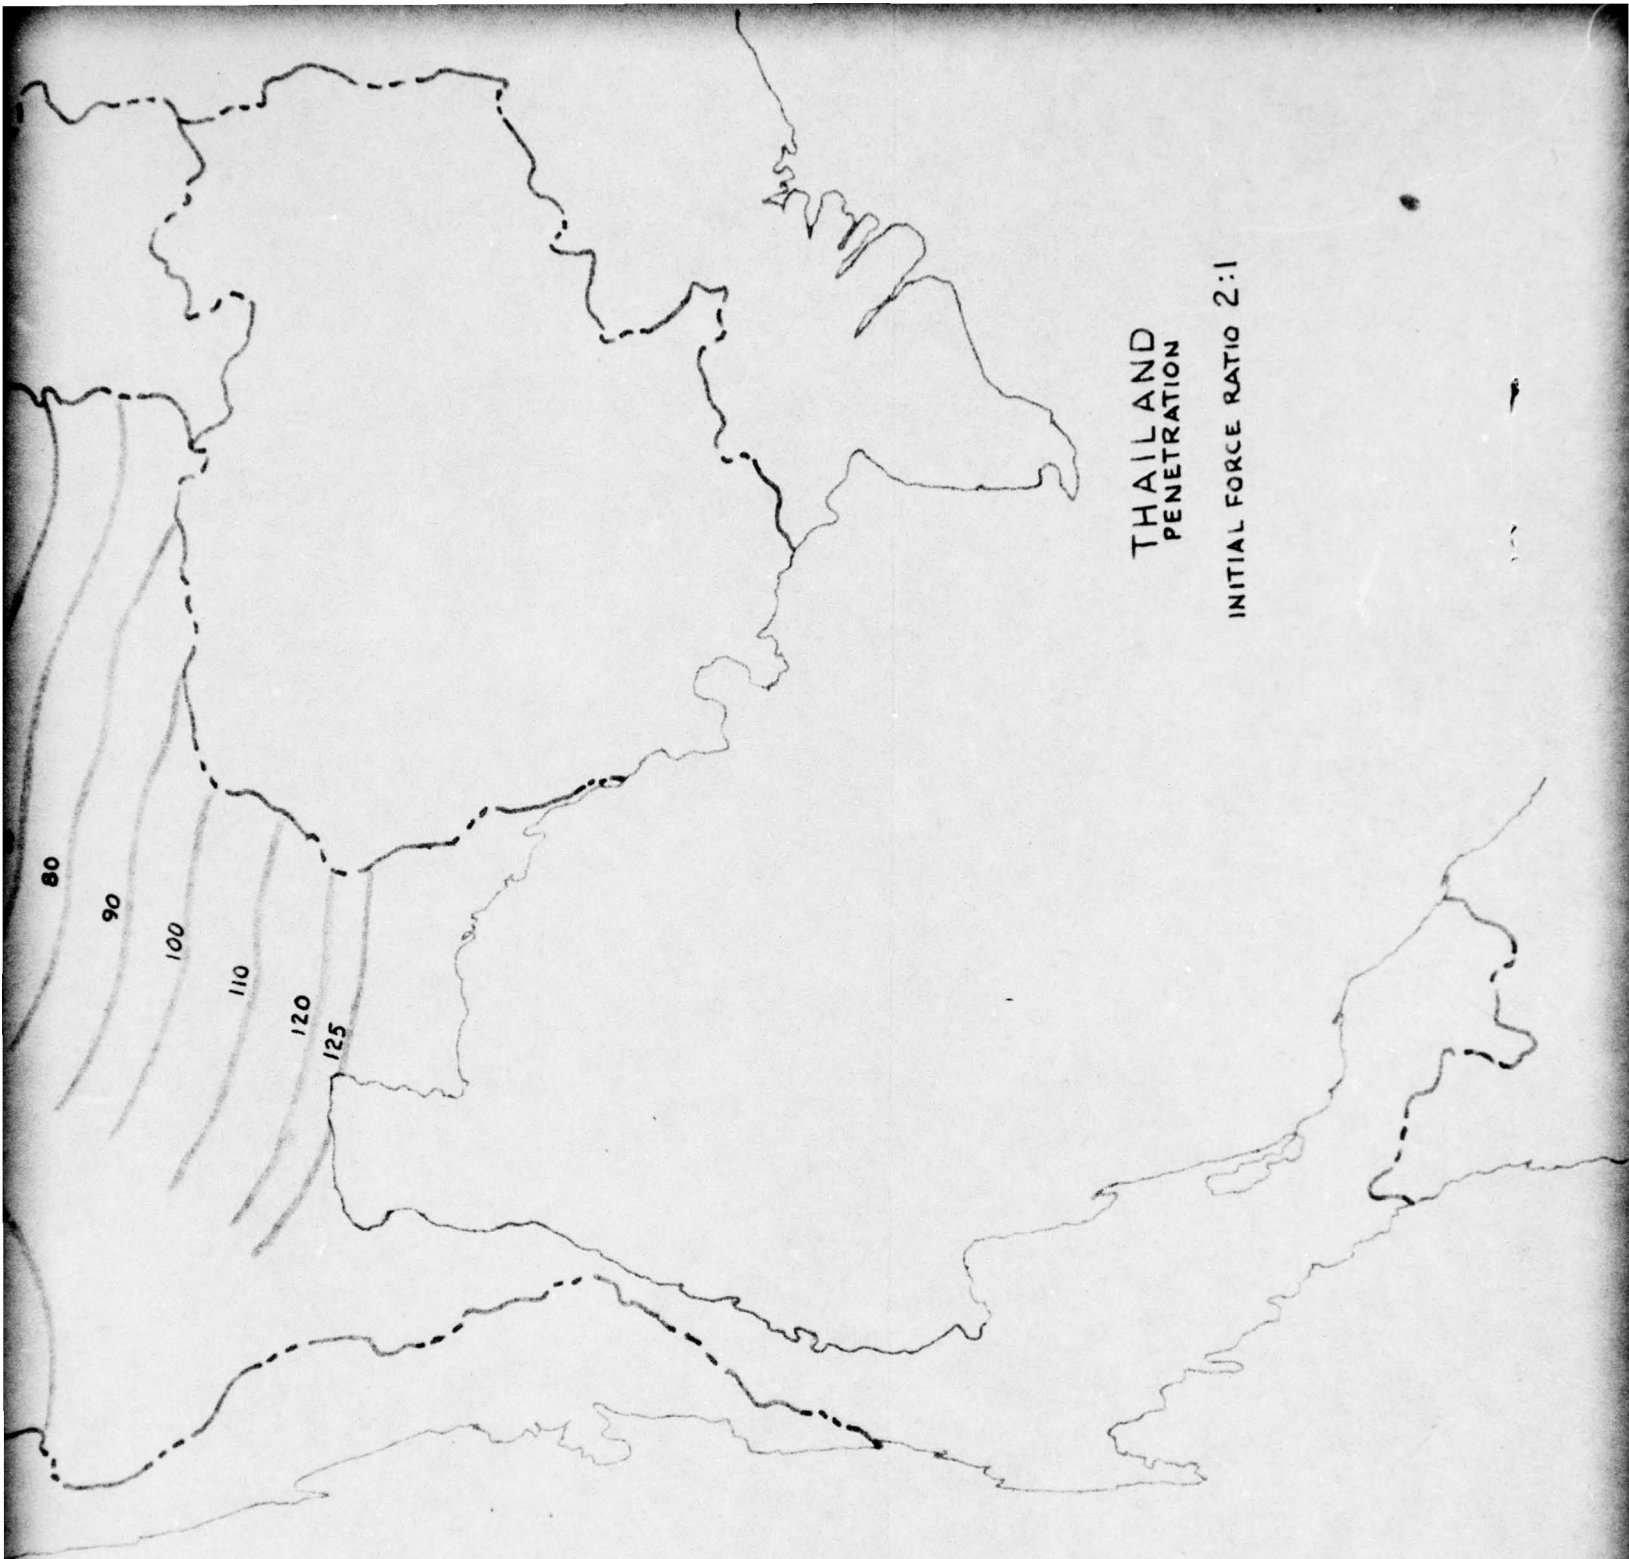 THAILAND
PENETRATION
INITIAL FORCE RATIO 2:1
80
90
100
110
120
125